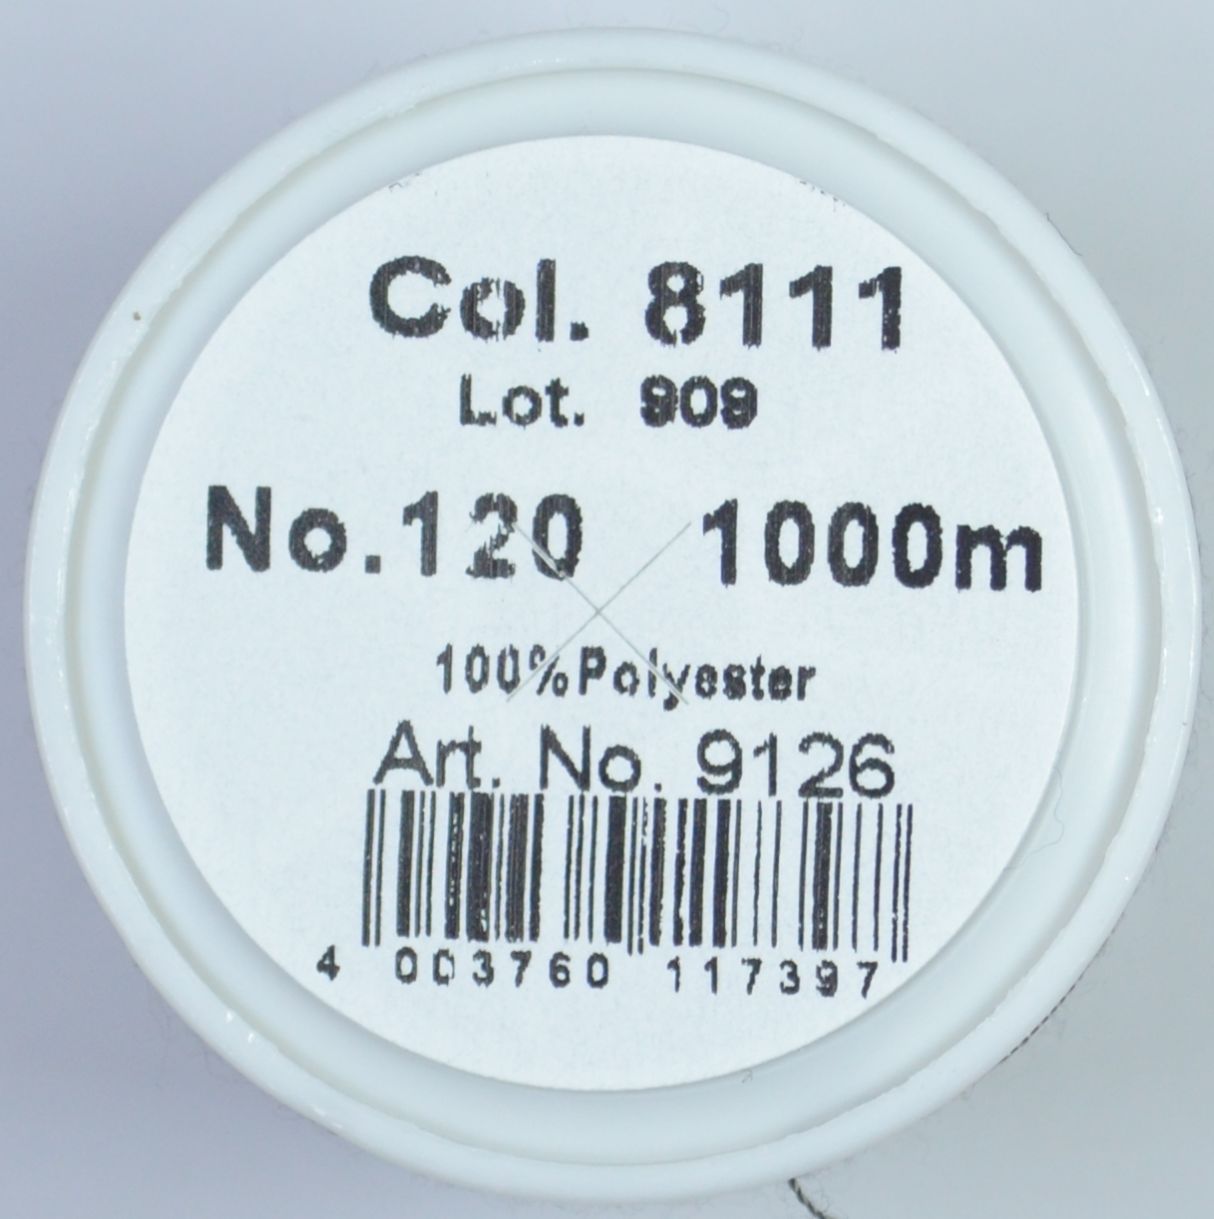 Col. 8111
Lot. 909
No.120 1000m
100%Polyester
Art. No. 9126
4 003760 117397